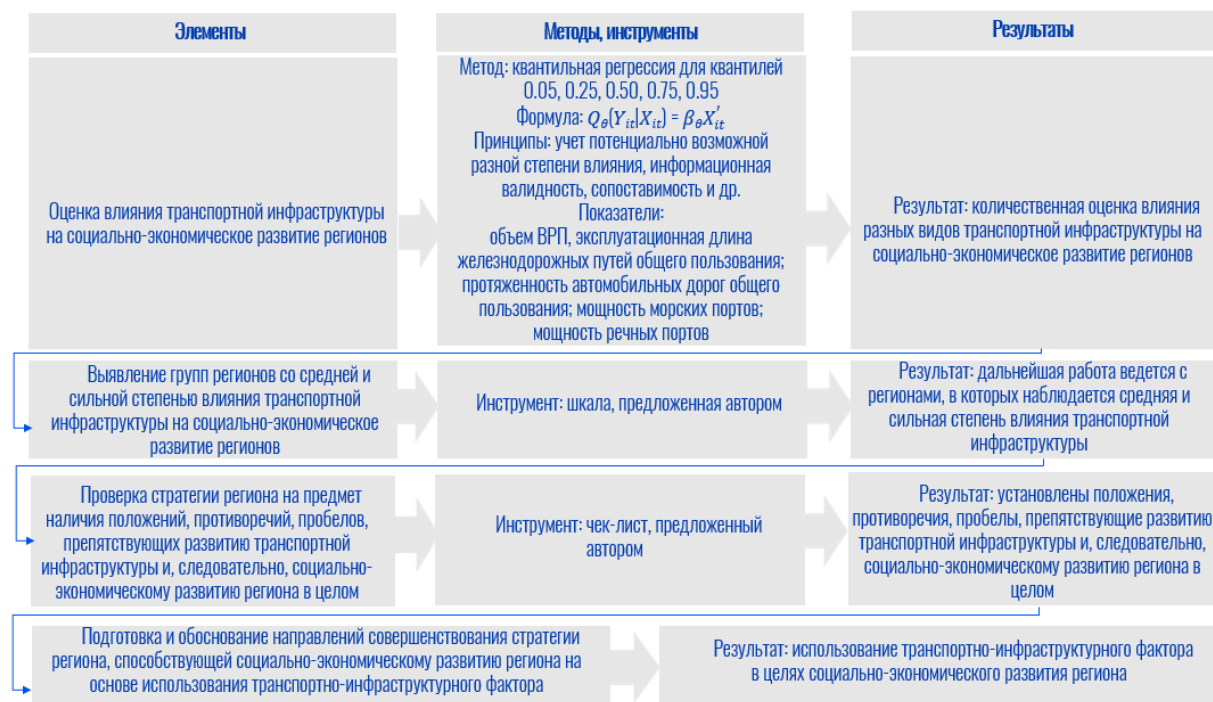 Элементы
Методы, инструменты
Результаты
Оценка влияния транспортной инфраструктуры
на социально-экономическое развитие регионов
Метод: квантильная регрессия для квантилей
0.05, 0.25, 0.50, 0.75, 0.95
Формула: Q_θ(Y_it|X_it) = β_θX′_it
Принципы: учет потенциально возможной
разной степени влияния, информационная
валидность, сопоставимость и др.
Показатели:
объем ВРП, эксплуатационная длина
железнодорожных путей общего пользования;
протяженность автомобильных дорог общего
пользования; мощность морских портов;
мощность речных портов
Результат: количественная оценка влияния
разных видов транспортной инфраструктуры на
социально-экономическое развитие регионов
Выявление групп регионов со средней и
сильной степенью влияния транспортной
инфраструктуры на социально-экономическое
развитие регионов
Инструмент: шкала, предложенная автором
Результат: дальнейшая работа ведется с
регионами, в которых наблюдается средняя и
сильная степень влияния транспортной
инфраструктуры
Проверка стратегии региона на предмет
наличия положений, противоречий, пробелов,
препятствующих развитию транспортной
инфраструктуры и, следовательно, социально-
экономическому развитию региона в целом
Инструмент: чек-лист, предложенный
автором
Результат: установлены положения,
противоречия, пробелы, препятствующие развитию
транспортной инфраструктуры и, следовательно,
социально-экономическому развитию региона в
целом
Подготовка и обоснование направлений совершенствования стратегии
региона, способствующей социально-экономическому развитию региона на
основе использования транспортно-инфраструктурного фактора
Результат: использование транспортно-инфраструктурного фактора
в целях социально-экономического развития региона